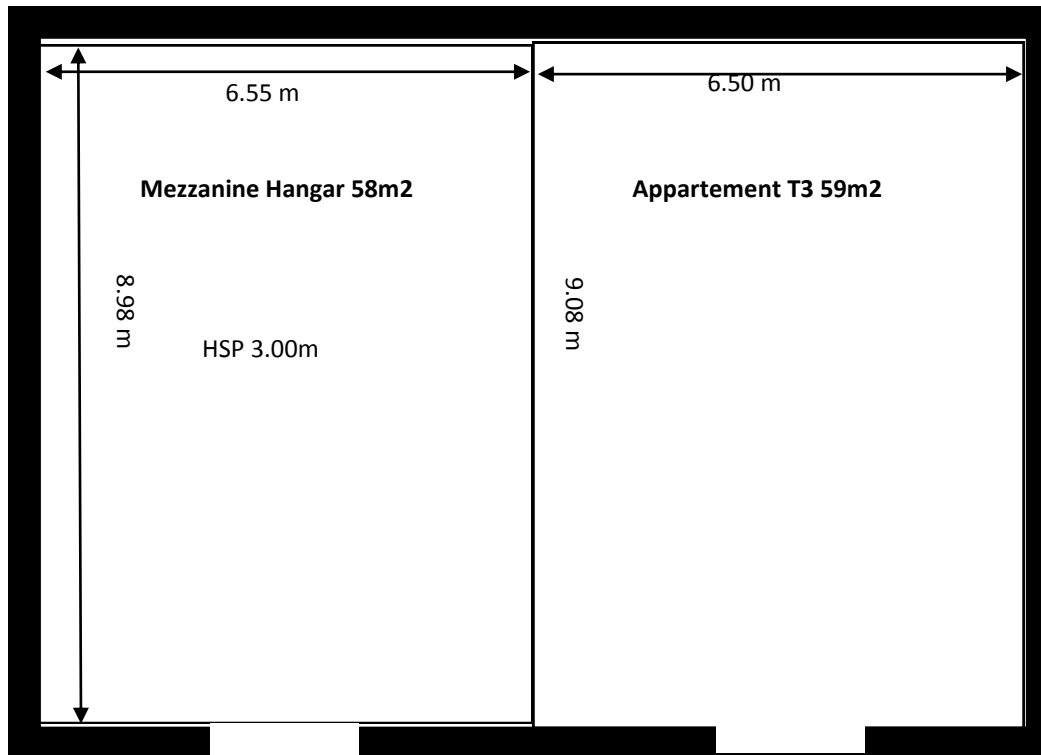 6.55 m
6.50 m
Mezzanine Hangar 58m2
Appartement T3 59m2
8.98 m
9.08 m
HSP 3.00m